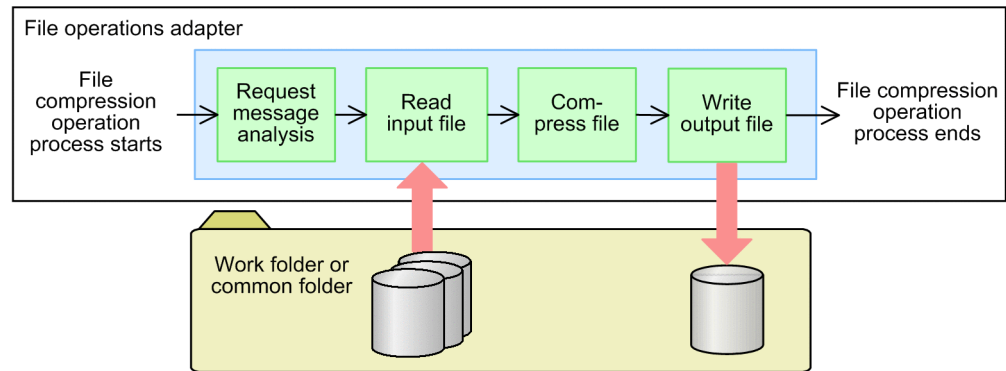 File operations adapter
File
compression
operation
process starts
Request
message
analysis
Read
input file
Com-
press file
Write
output file
File compression
operation
process ends
Work folder or
common folder